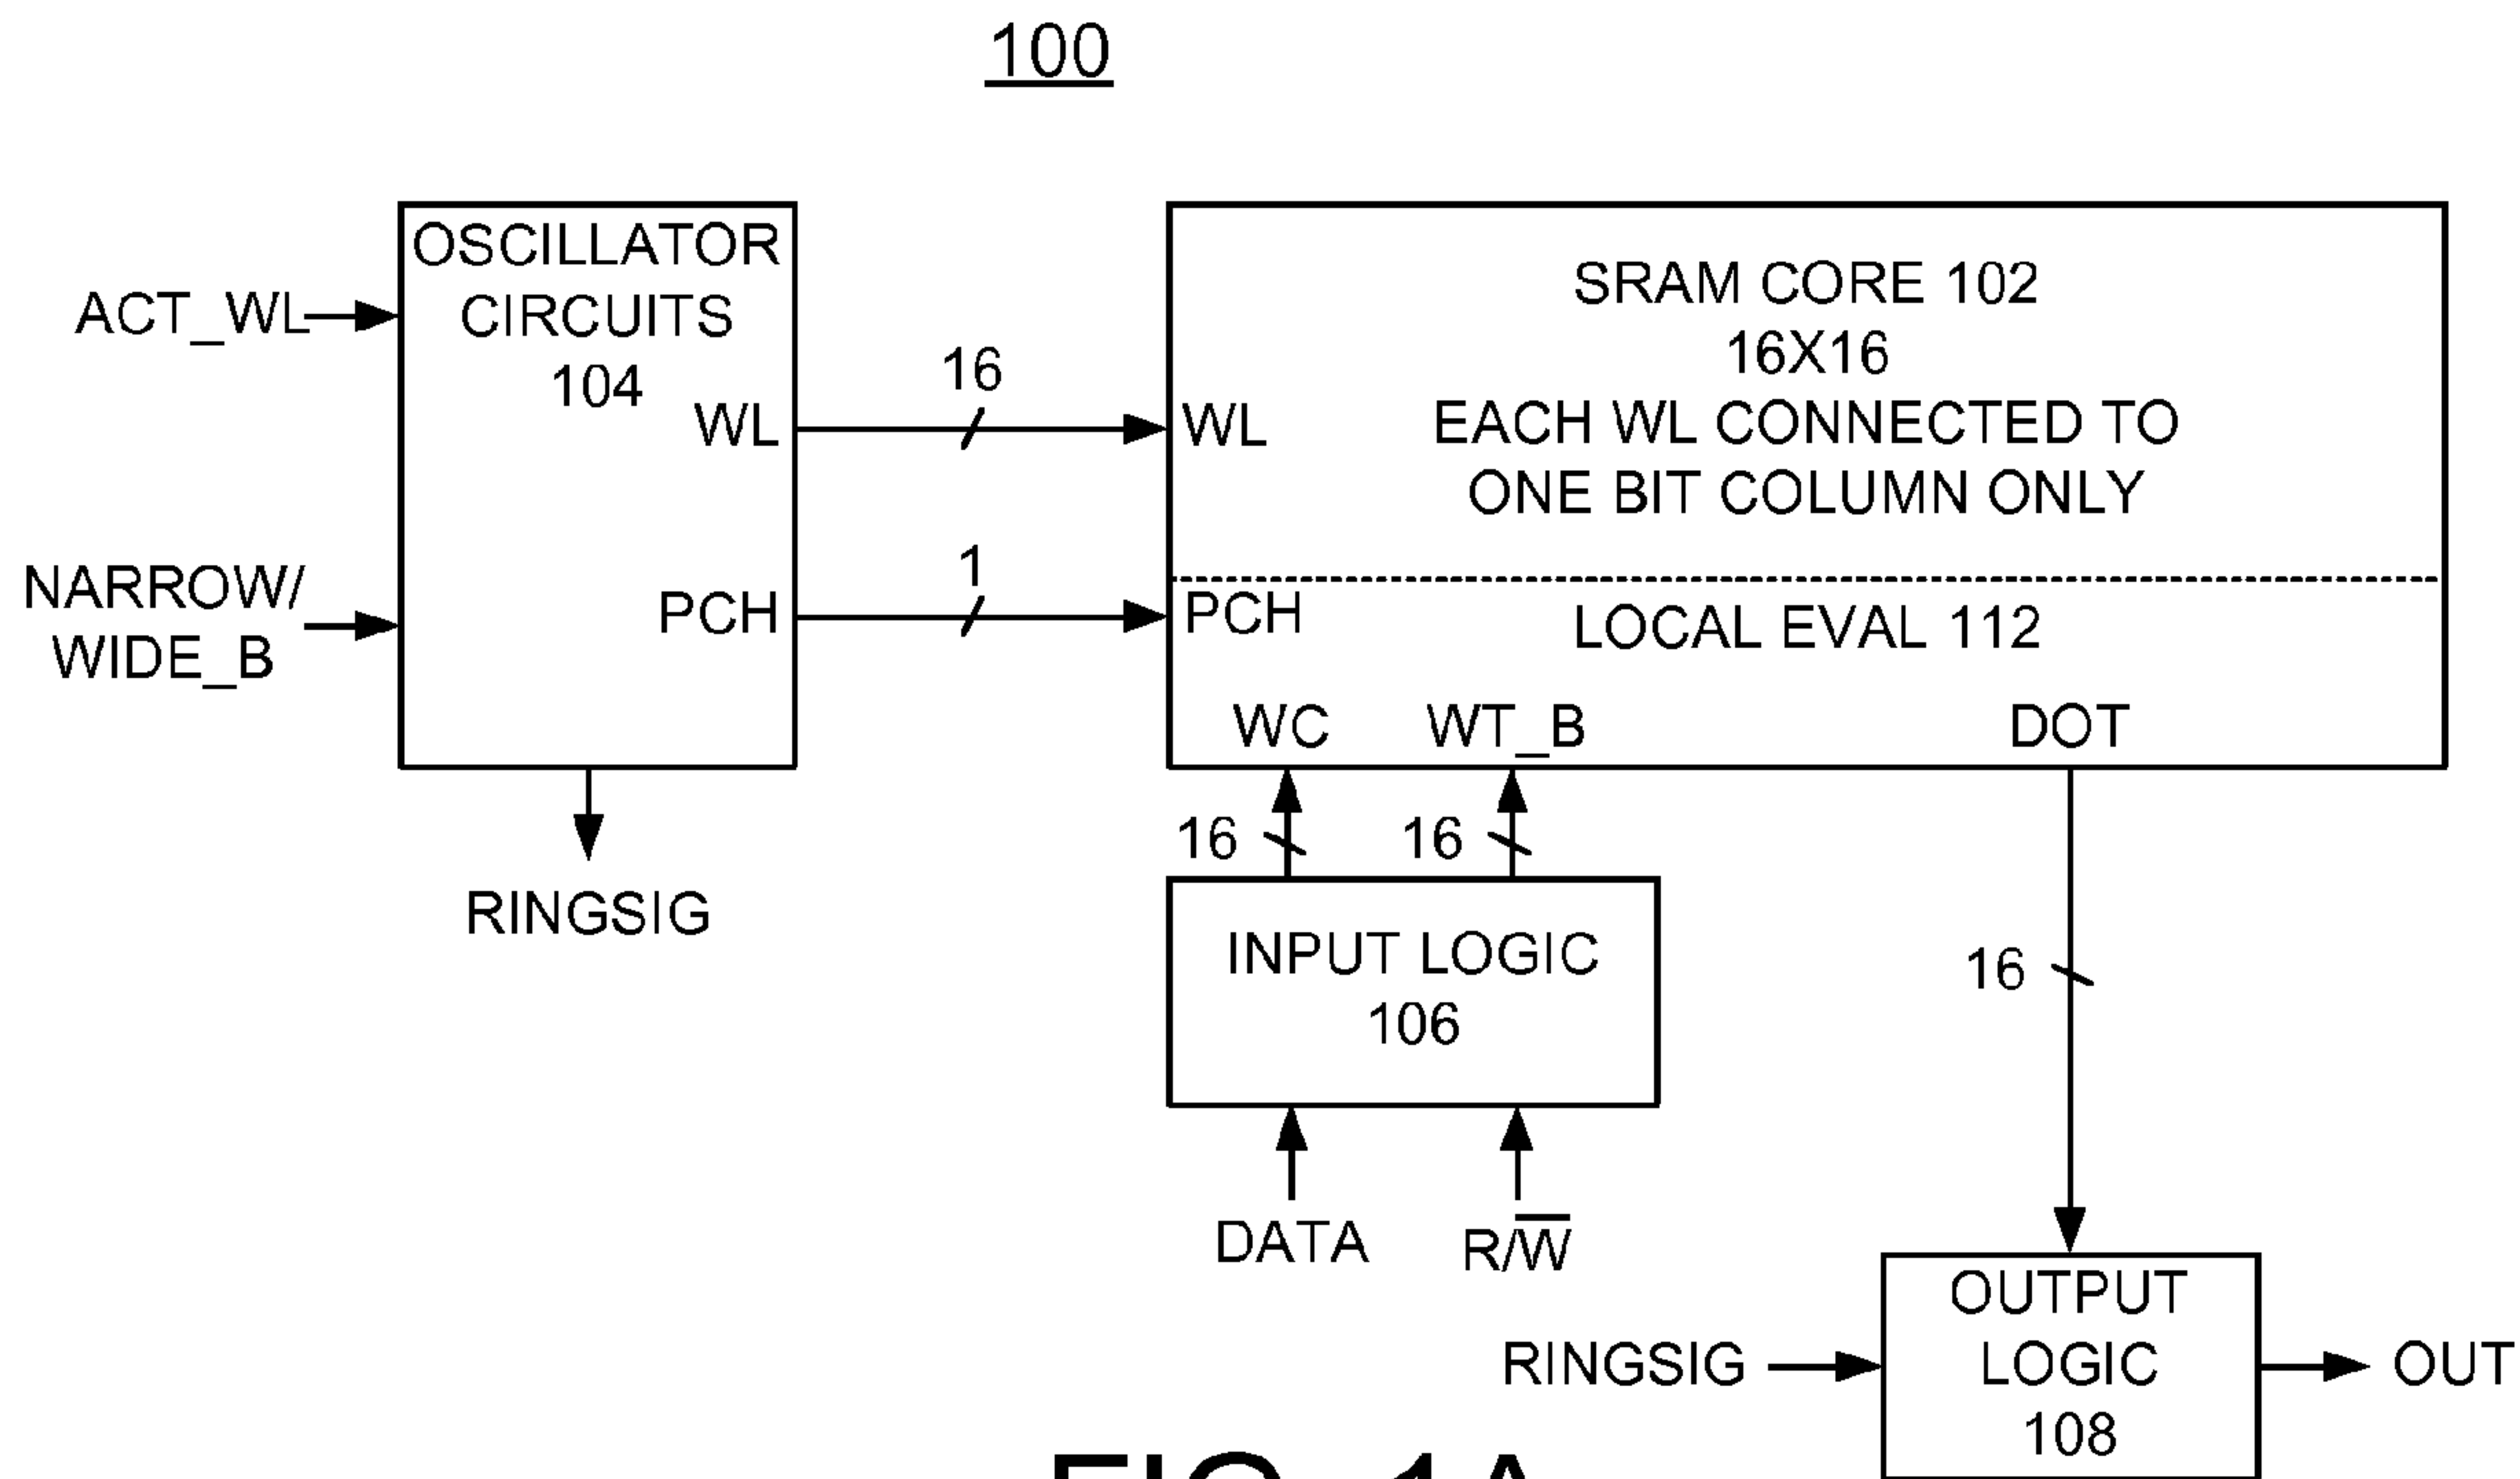 100
OSCILLATOR
CIRCUITS
104
ACT_WL
NARROW/
WIDE_B
WL
PCH
16
1
RINGSIG
SRAM CORE 102
16X16
EACH WL CONNECTED TO
ONE BIT COLUMN ONLY
WL
PCH
LOCAL EVAL 112
WC WT_B DOT
16 16
INPUT LOGIC
106
DATA R/W̅
16
RINGSIG
OUTPUT
LOGIC
108
OUT
FIG. 1A